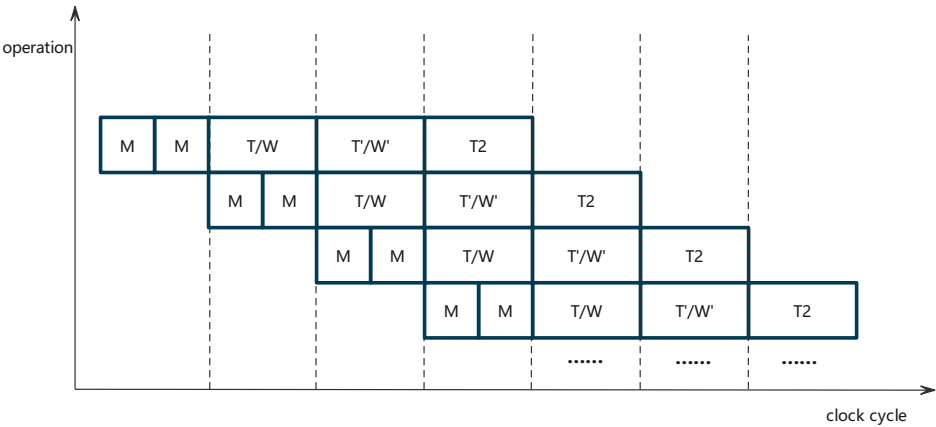 operation
M M T/W T'/W' T2
M M T/W T'/W' T2
M M T/W T'/W' T2
M M T/W T'/W' T2
...... ...... ......
clock cycle